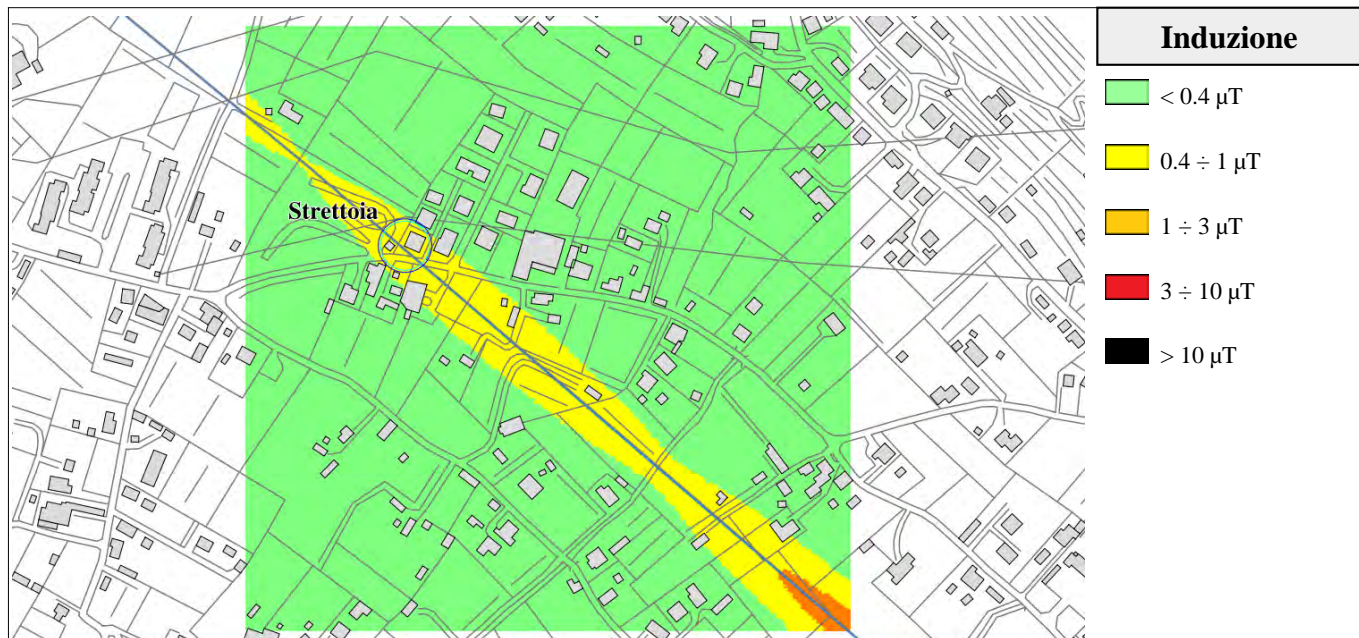 Induzione
< 0.4 µT
0.4 ÷ 1 µT
Strettoia
1 ÷ 3 µT
3 ÷ 10 µT
> 10 µT